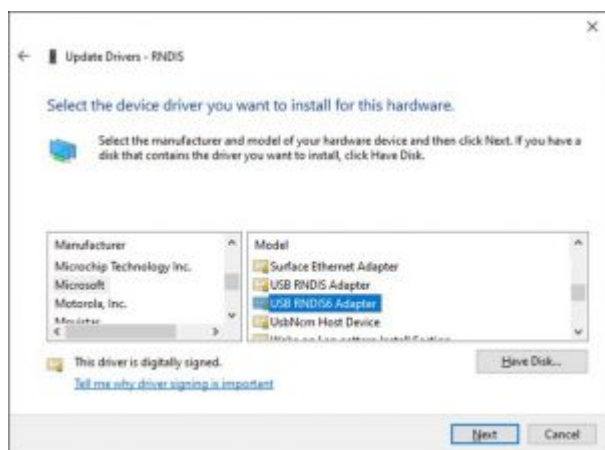 Update Drivers - RNDIS
Select the device driver you want to install for this hardware.
Select the manufacturer and model of your hardware device and then click Next. If you have a
disk that contains the driver you want to install, click Have Disk.
Manufacturer
Microchip Technology Inc.
Microsoft
Motorola, Inc.
Movistar
Model
Surface Ethernet Adapter
USB RNDIS Adapter
USB RNDIS6 Adapter
UsbNcm Host Device
This driver is digitally signed.
Tell me why driver signing is important
Have Disk...
Next
Cancel